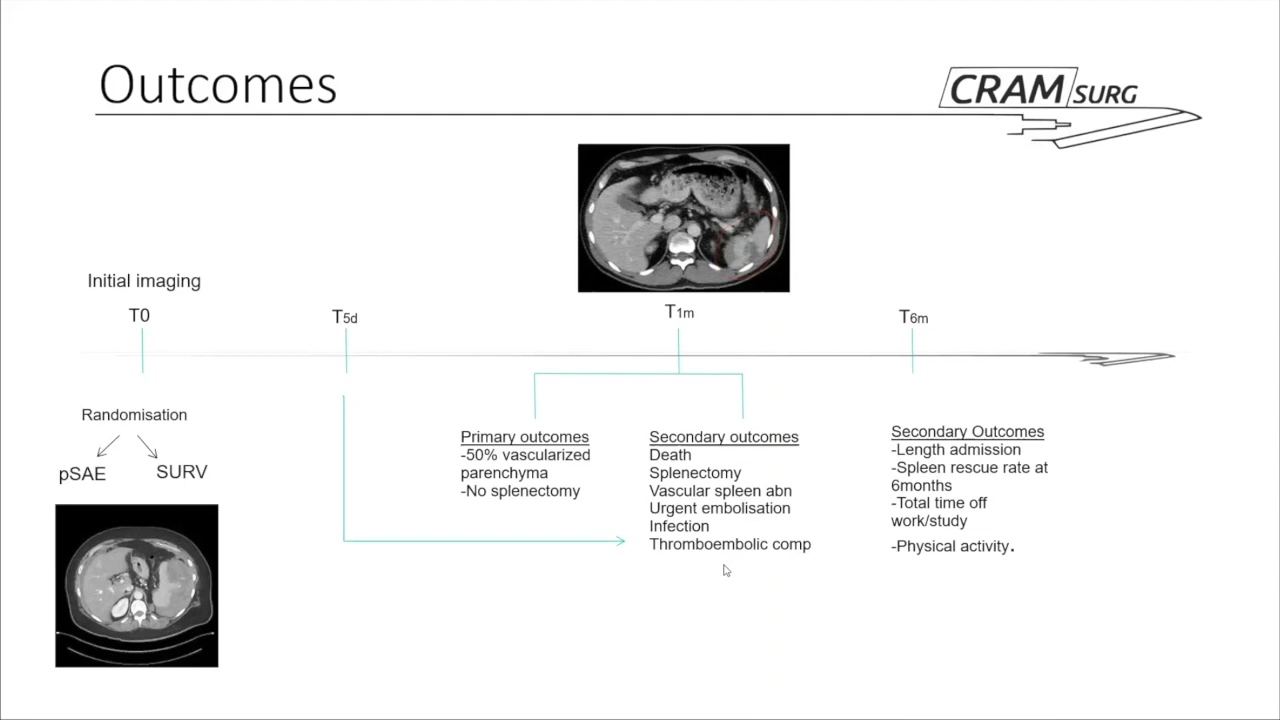 Outcomes
CRAM SURG
Initial imaging
T0
T5d
T1m
T6m
Randomisation
pSAE
SURV
Primary outcomes
-50% vascularized
parenchyma
-No splenectomy
Secondary outcomes
Death
Splenectomy
Vascular spleen abn
Urgent embolisation
Infection
Thromboembolic comp
Secondary Outcomes
-Length admission
-Spleen rescue rate at
6months
-Total time off
work/study
-Physical activity.